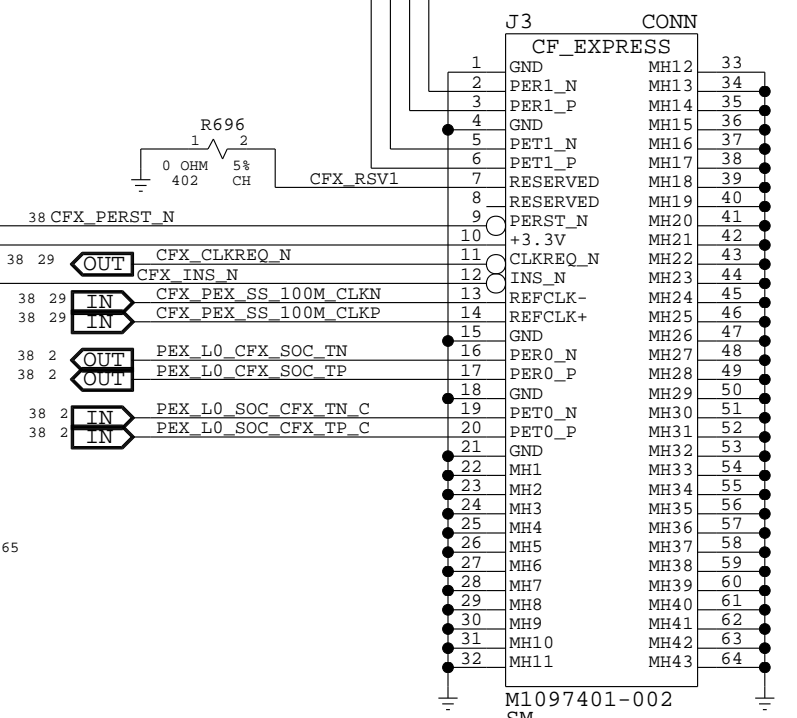 J3 CONN
CF_EXPRESS
1 GND MH12 33
2 PER1_N MH13 34
3 PER1_P MH14 35
4 GND MH15 36
5 PET1_N MH16 37
6 PET1_P MH17 38
R696
1 2
0 OHM 5%
402 CH
CFX_RSV1 7 RESERVED MH18 39
8 RESERVED MH19 40
38 CFX_PERST_N 9 PERST_N MH20 41
10 +3.3V MH21 42
38 29 OUT CFX_CLKREQ_N 11 CLKREQ_N MH22 43
CFX_INS_N 12 INS_N MH23 44
38 29 IN CFX_PEX_SS_100M_CLKN 13 REFCLK- MH24 45
38 29 IN CFX_PEX_SS_100M_CLKP 14 REFCLK+ MH25 46
15 GND MH26 47
38 2 OUT PEX_L0_CFX_SOC_TN 16 PER0_N MH27 48
38 2 OUT PEX_L0_CFX_SOC_TP 17 PER0_P MH28 49
18 GND MH29 50
38 2 IN PEX_L0_SOC_CFX_TN_C 19 PET0_N MH30 51
38 2 IN PEX_L0_SOC_CFX_TP_C 20 PET0_P MH31 52
21 GND MH32 53
22 MH1 MH33 54
23 MH2 MH34 55
24 MH3 MH35 56
25 MH4 MH36 57
65 26 MH5 MH37 58
27 MH6 MH38 59
28 MH7 MH39 60
29 MH8 MH40 61
30 MH9 MH41 62
31 MH10 MH42 63
32 MH11 MH43 64
M1097401-002
SM